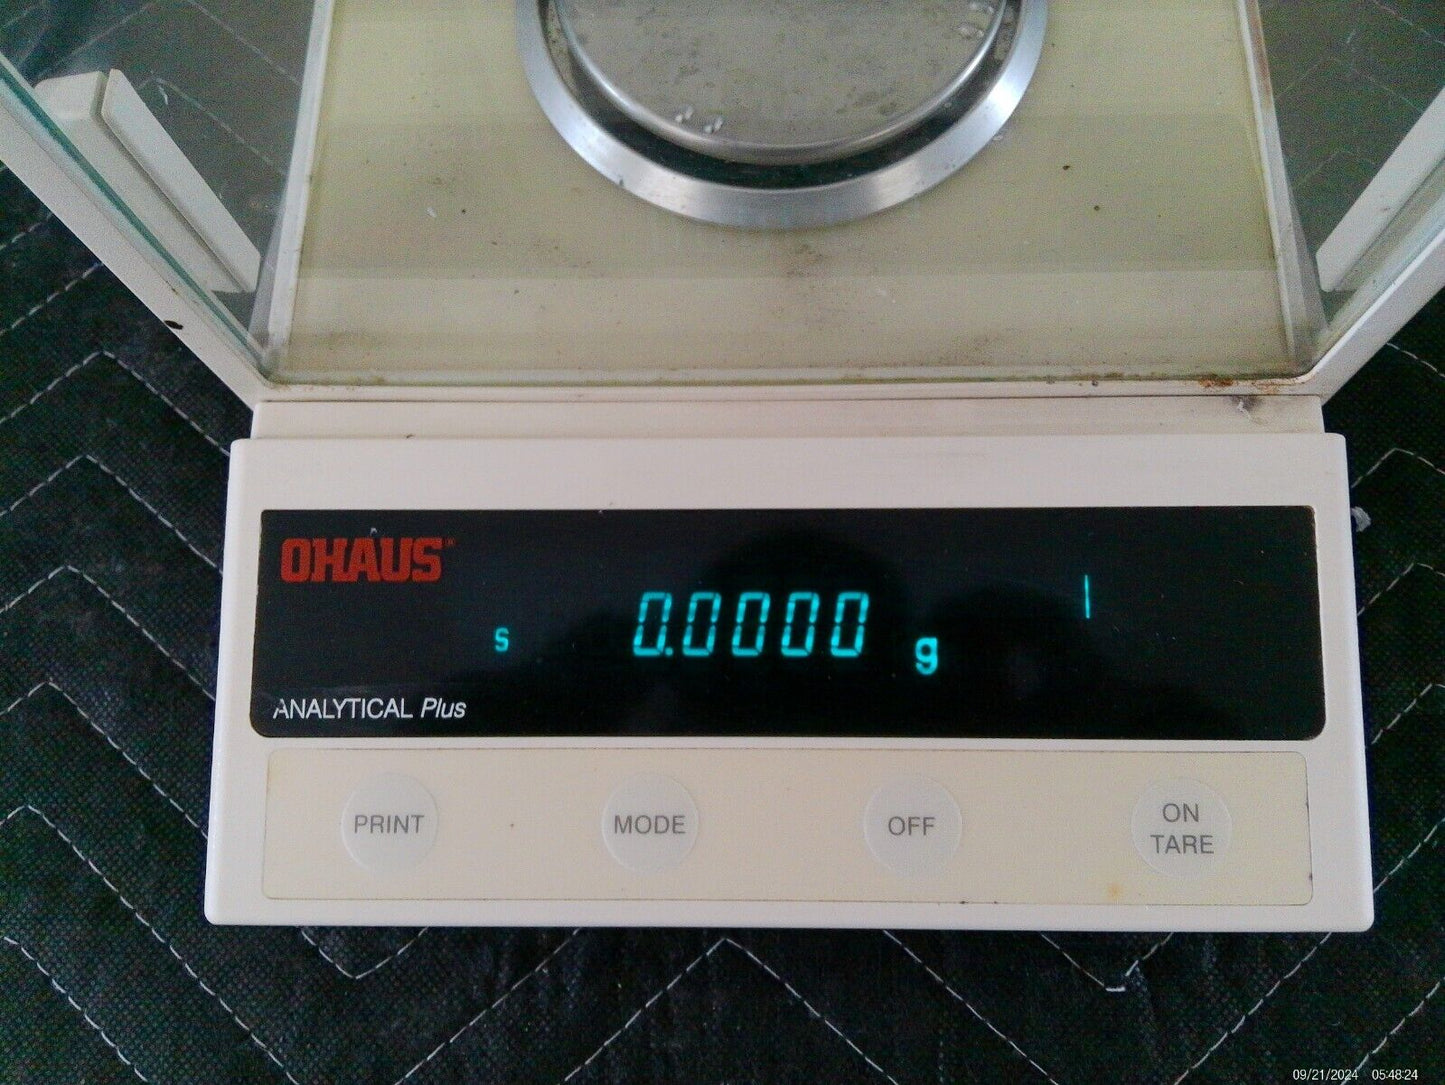 OHAUS®
s 0.0000 g
ANALYTICAL Plus
PRINT
MODE
OFF
ON
TARE
09/21/2024 05:48:24